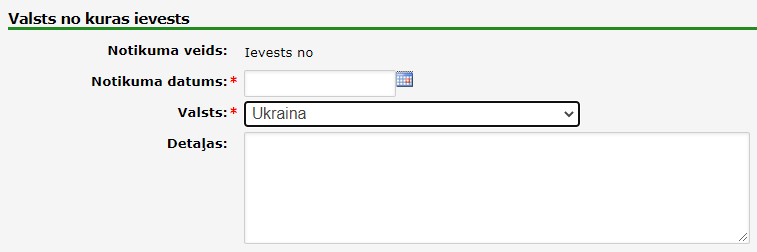 Valsts no kuras ievests
Notikuma veids: Ievests no
Notikuma datums:*
Valsts:* Ukraina
Detaļas: